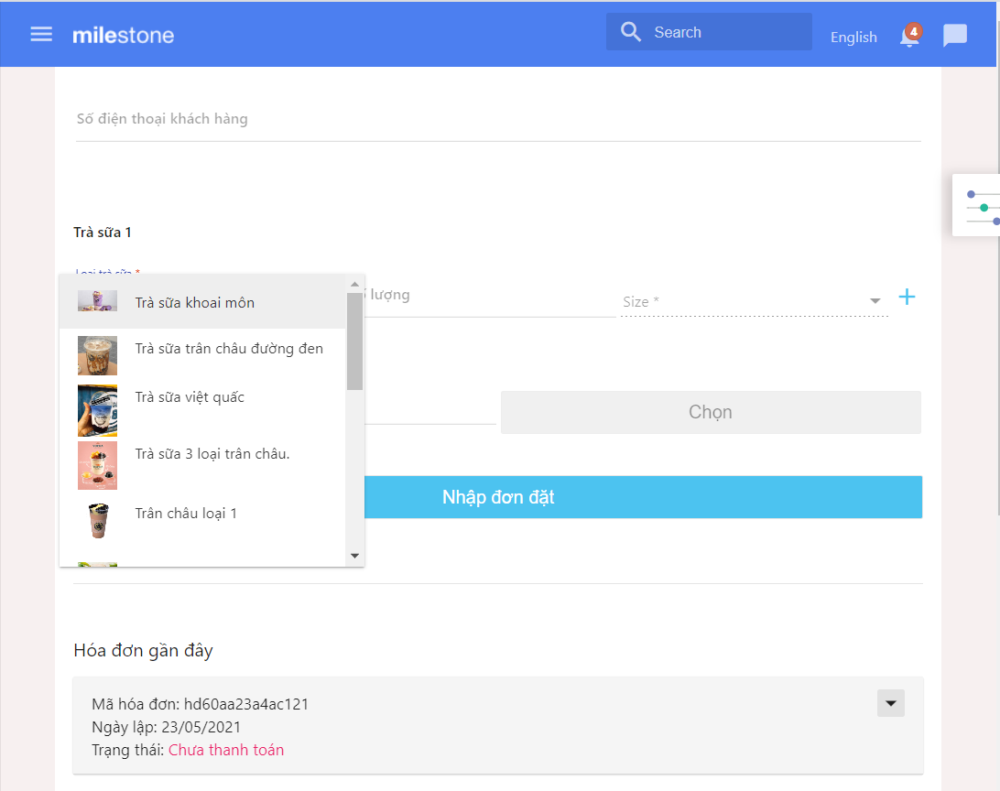 milestone
Search
English
4
Số điện thoại khách hàng
Trà sữa 1
Loại trà sữa *
lượng
Size *
Trà sữa khoai môn
Trà sữa trân châu đường đen
Trà sữa việt quấc
Trà sữa 3 loại trân châu.
Trân châu loại 1
Chọn
Nhập đơn đặt
Hóa đơn gần đây
Mã hóa đơn: hd60aa23a4ac121
Ngày lập: 23/05/2021
Trạng thái: Chưa thanh toán